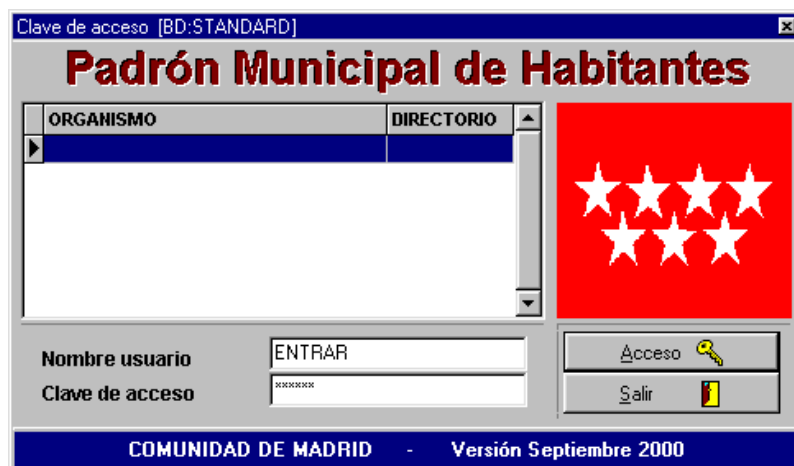 Clave de acceso [BD:STANDARD]
Padrón Municipal de Habitantes
ORGANISMO DIRECTORIO
Nombre usuario ENTRAR
Clave de acceso ******
Acceso
Salir
COMUNIDAD DE MADRID - Versión Septiembre 2000